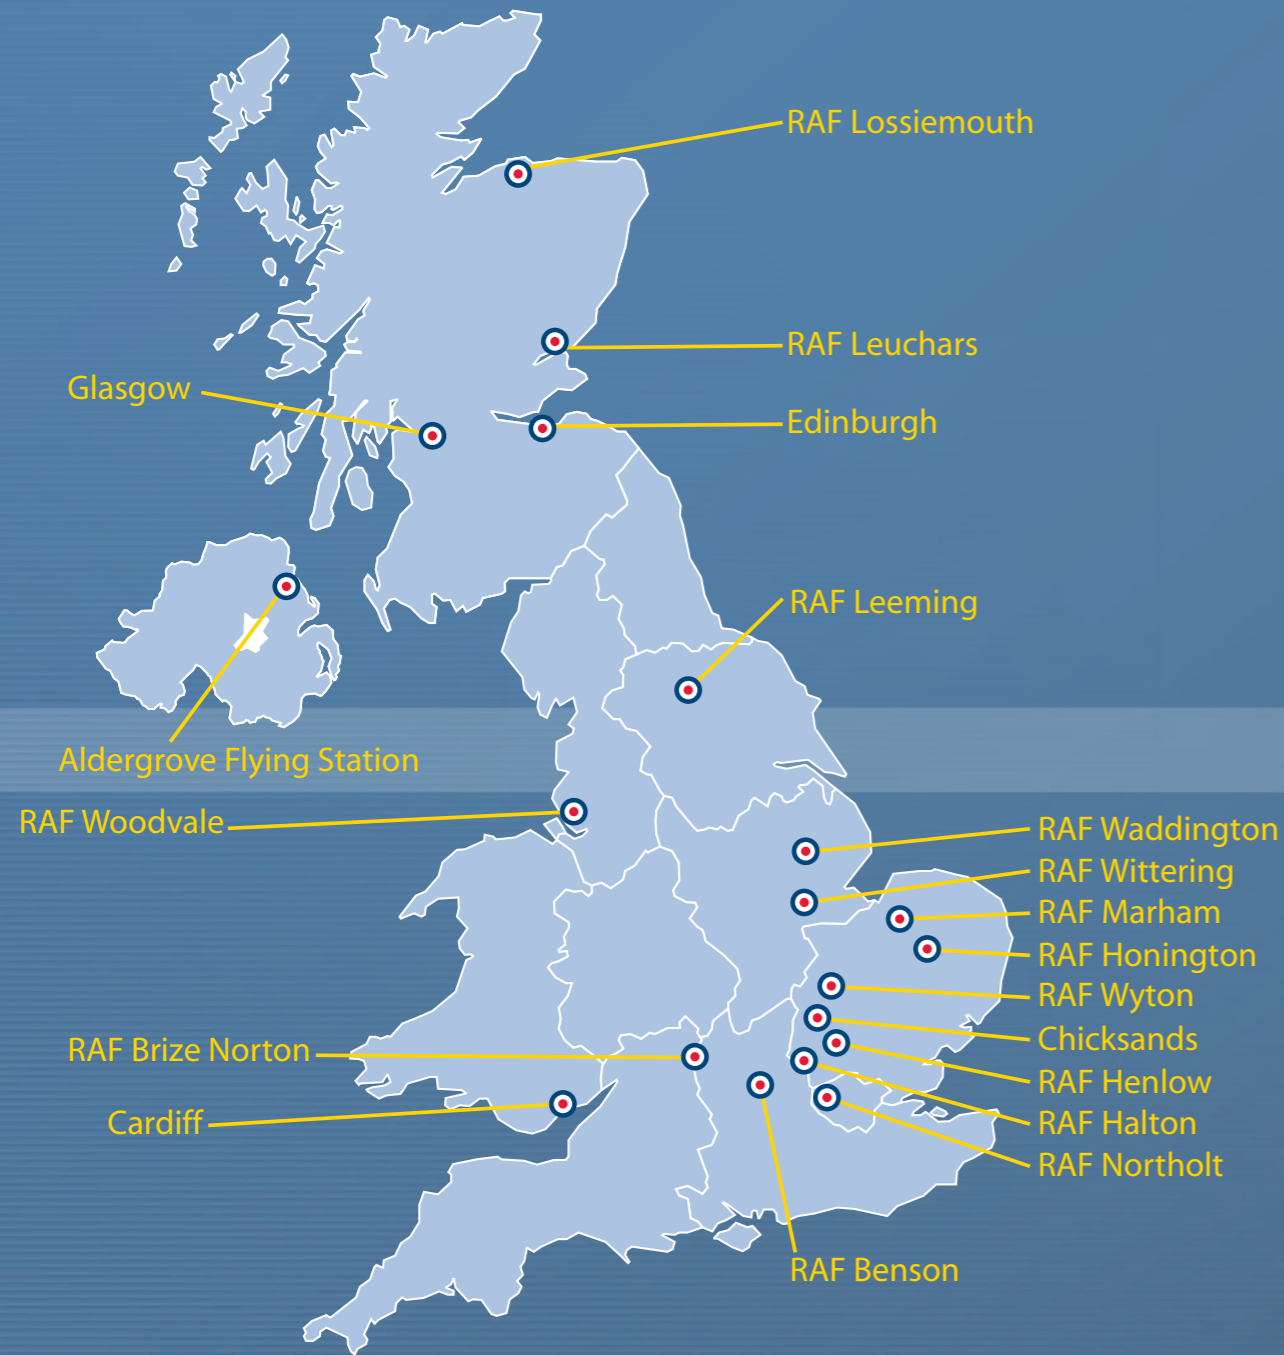 RAF Lossiemouth
RAF Leuchars
Glasgow
Edinburgh
RAF Leeming
Aldergrove Flying Station
RAF Woodvale
RAF Waddington
RAF Wittering
RAF Marham
RAF Honington
RAF Wyton
Chicksands
RAF Brize Norton
RAF Henlow
Cardiff
RAF Halton
RAF Northolt
RAF Benson